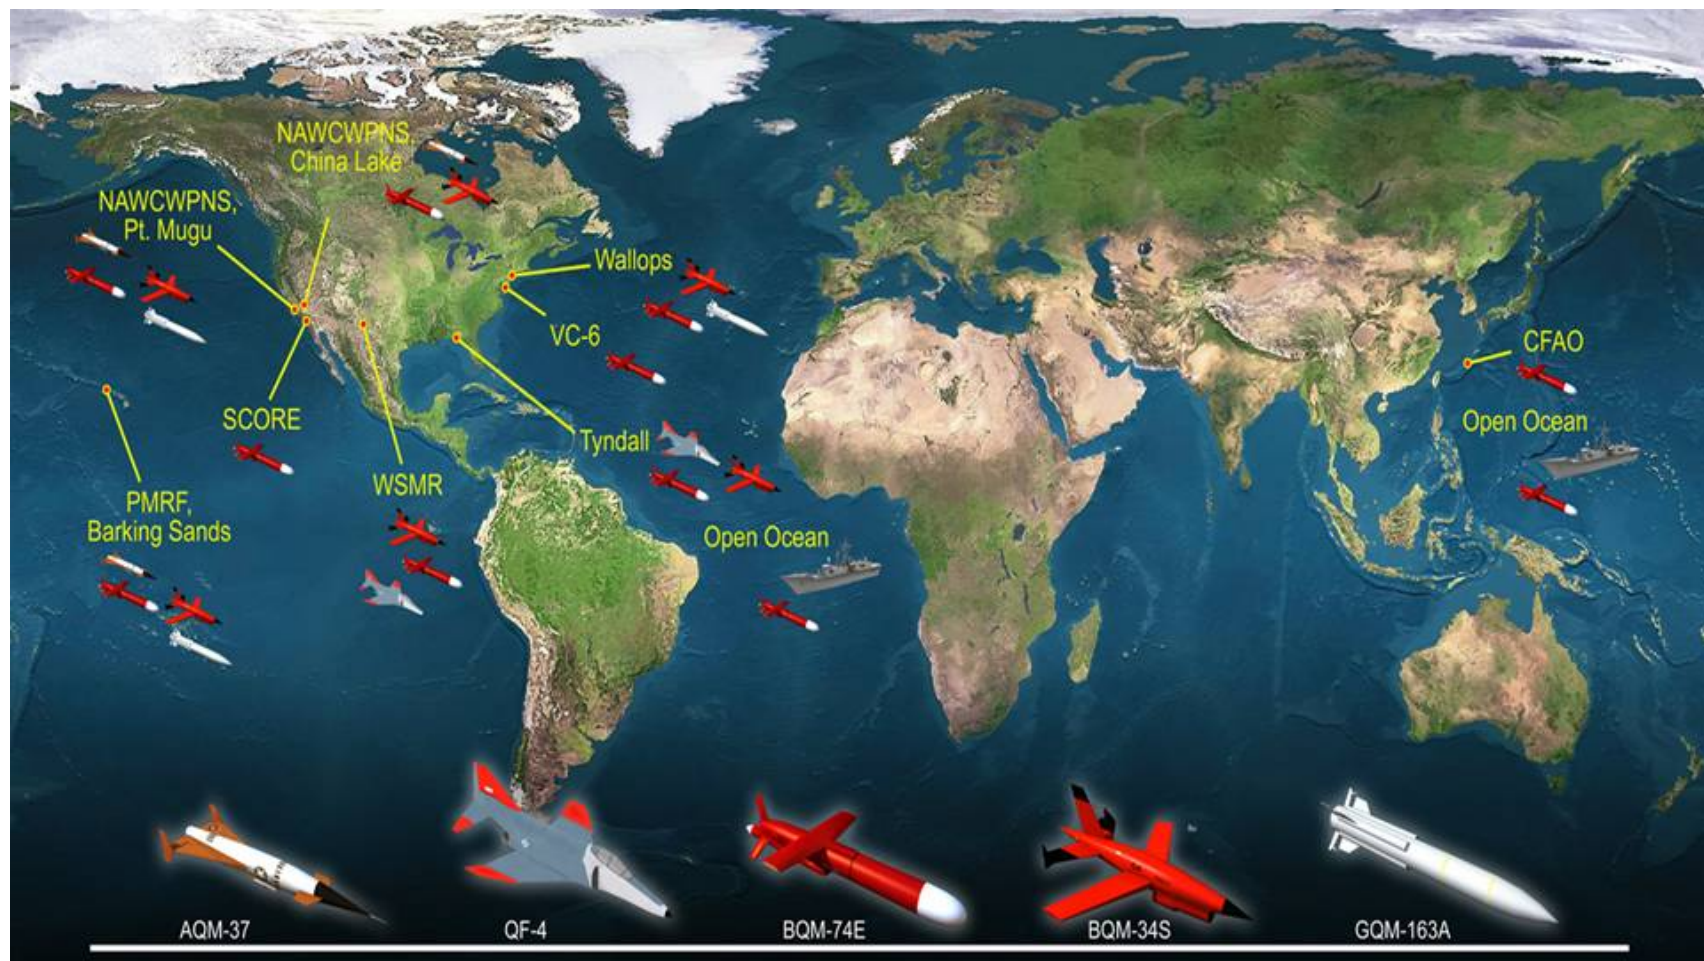 NAWCWPNS,
China Lake
NAWCWPNS,
Pt. Mugu
Wallops
VC-6
CFAO
SCORE
Open Ocean
Tyndall
WSMR
PMRF,
Barking Sands
Open Ocean
AQM-37
QF-4
BQM-74E
BQM-34S
GQM-163A